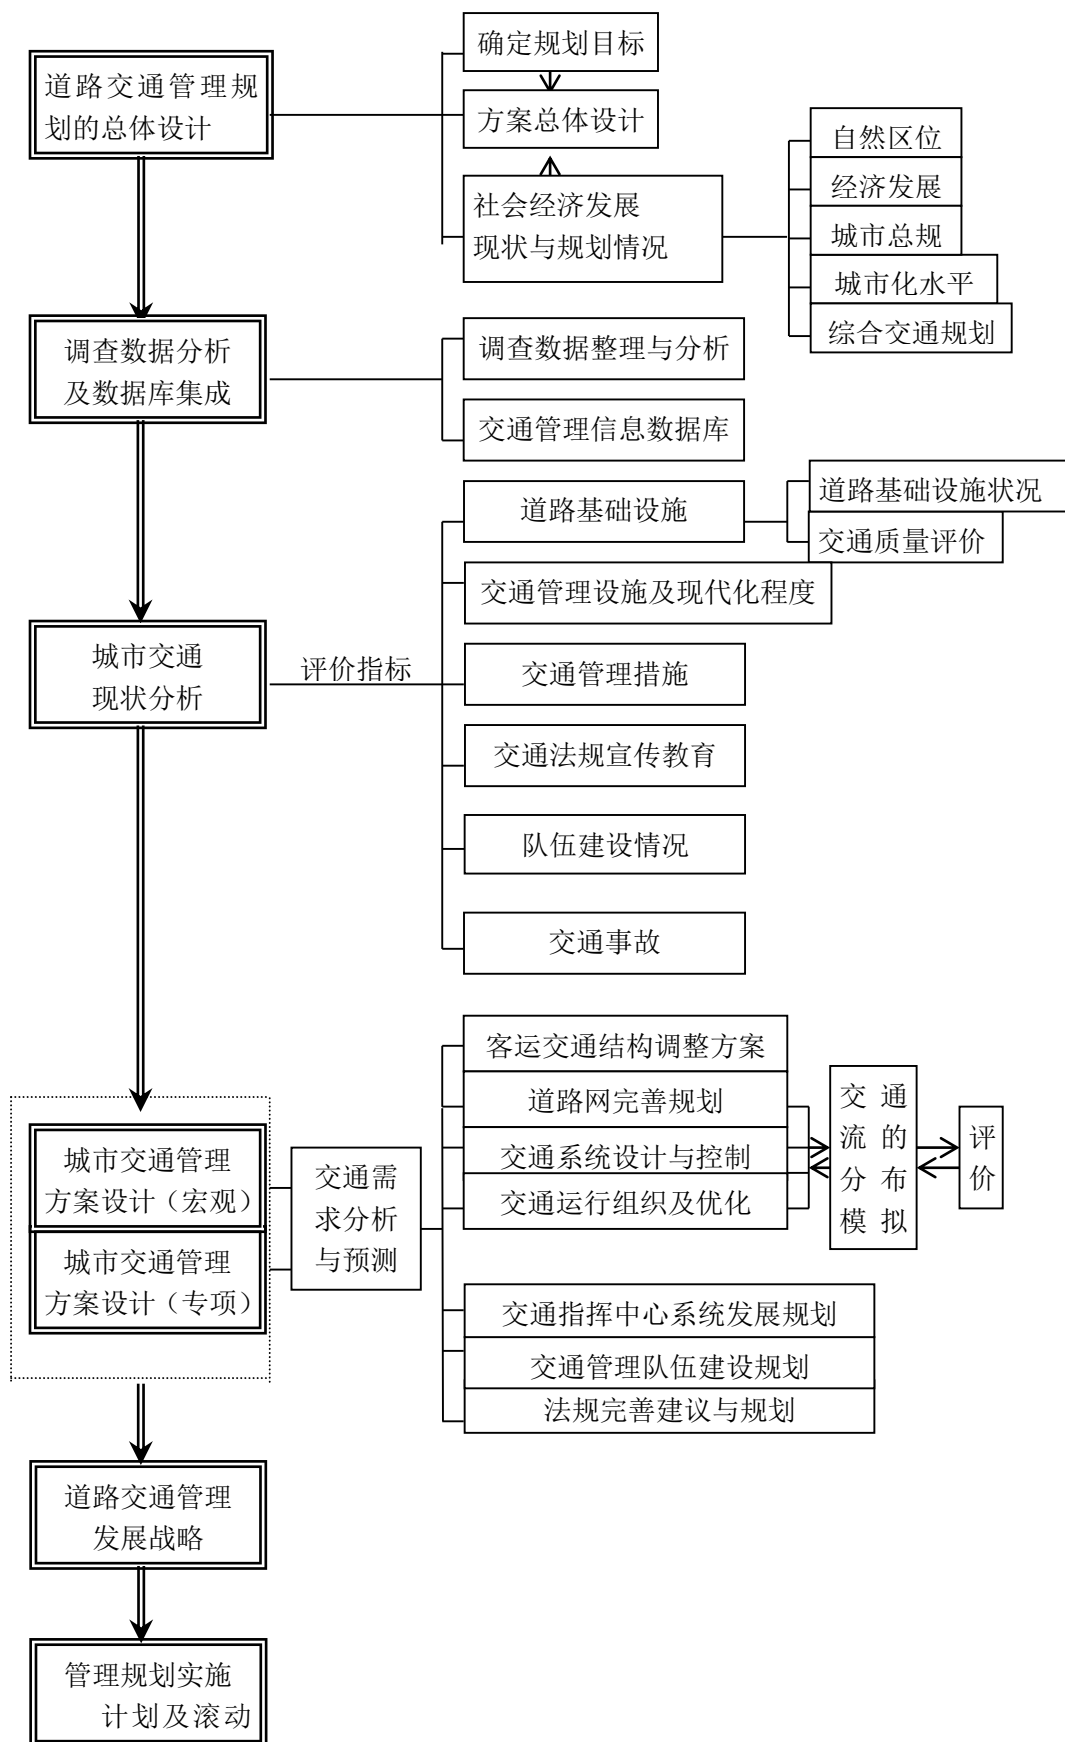 确定规划目标
道路交通管理规
划的总体设计
方案总体设计
社会经济发展
现状与规划情况
自然区位
经济发展
城市总规
城市化水平
综合交通规划
调查数据分析
及数据库集成
调查数据整理与分析
交通管理信息数据库
道路基础设施
道路基础设施状况
交通质量评价
交通管理设施及现代化程度
城市交通
现状分析
评价指标
交通管理措施
交通法规宣传教育
队伍建设情况
交通事故
城市交通管理
方案设计（宏观）
城市交通管理
方案设计（专项）
交通需
求分析
与预测
客运交通结构调整方案
道路网完善规划
交通系统设计与控制
交通运行组织及优化
交通
流的
分布
模拟
评
价
交通指挥中心系统发展规划
交通管理队伍建设规划
法规完善建议与规划
道路交通管理
发展战略
管理规划实施
计划及滚动